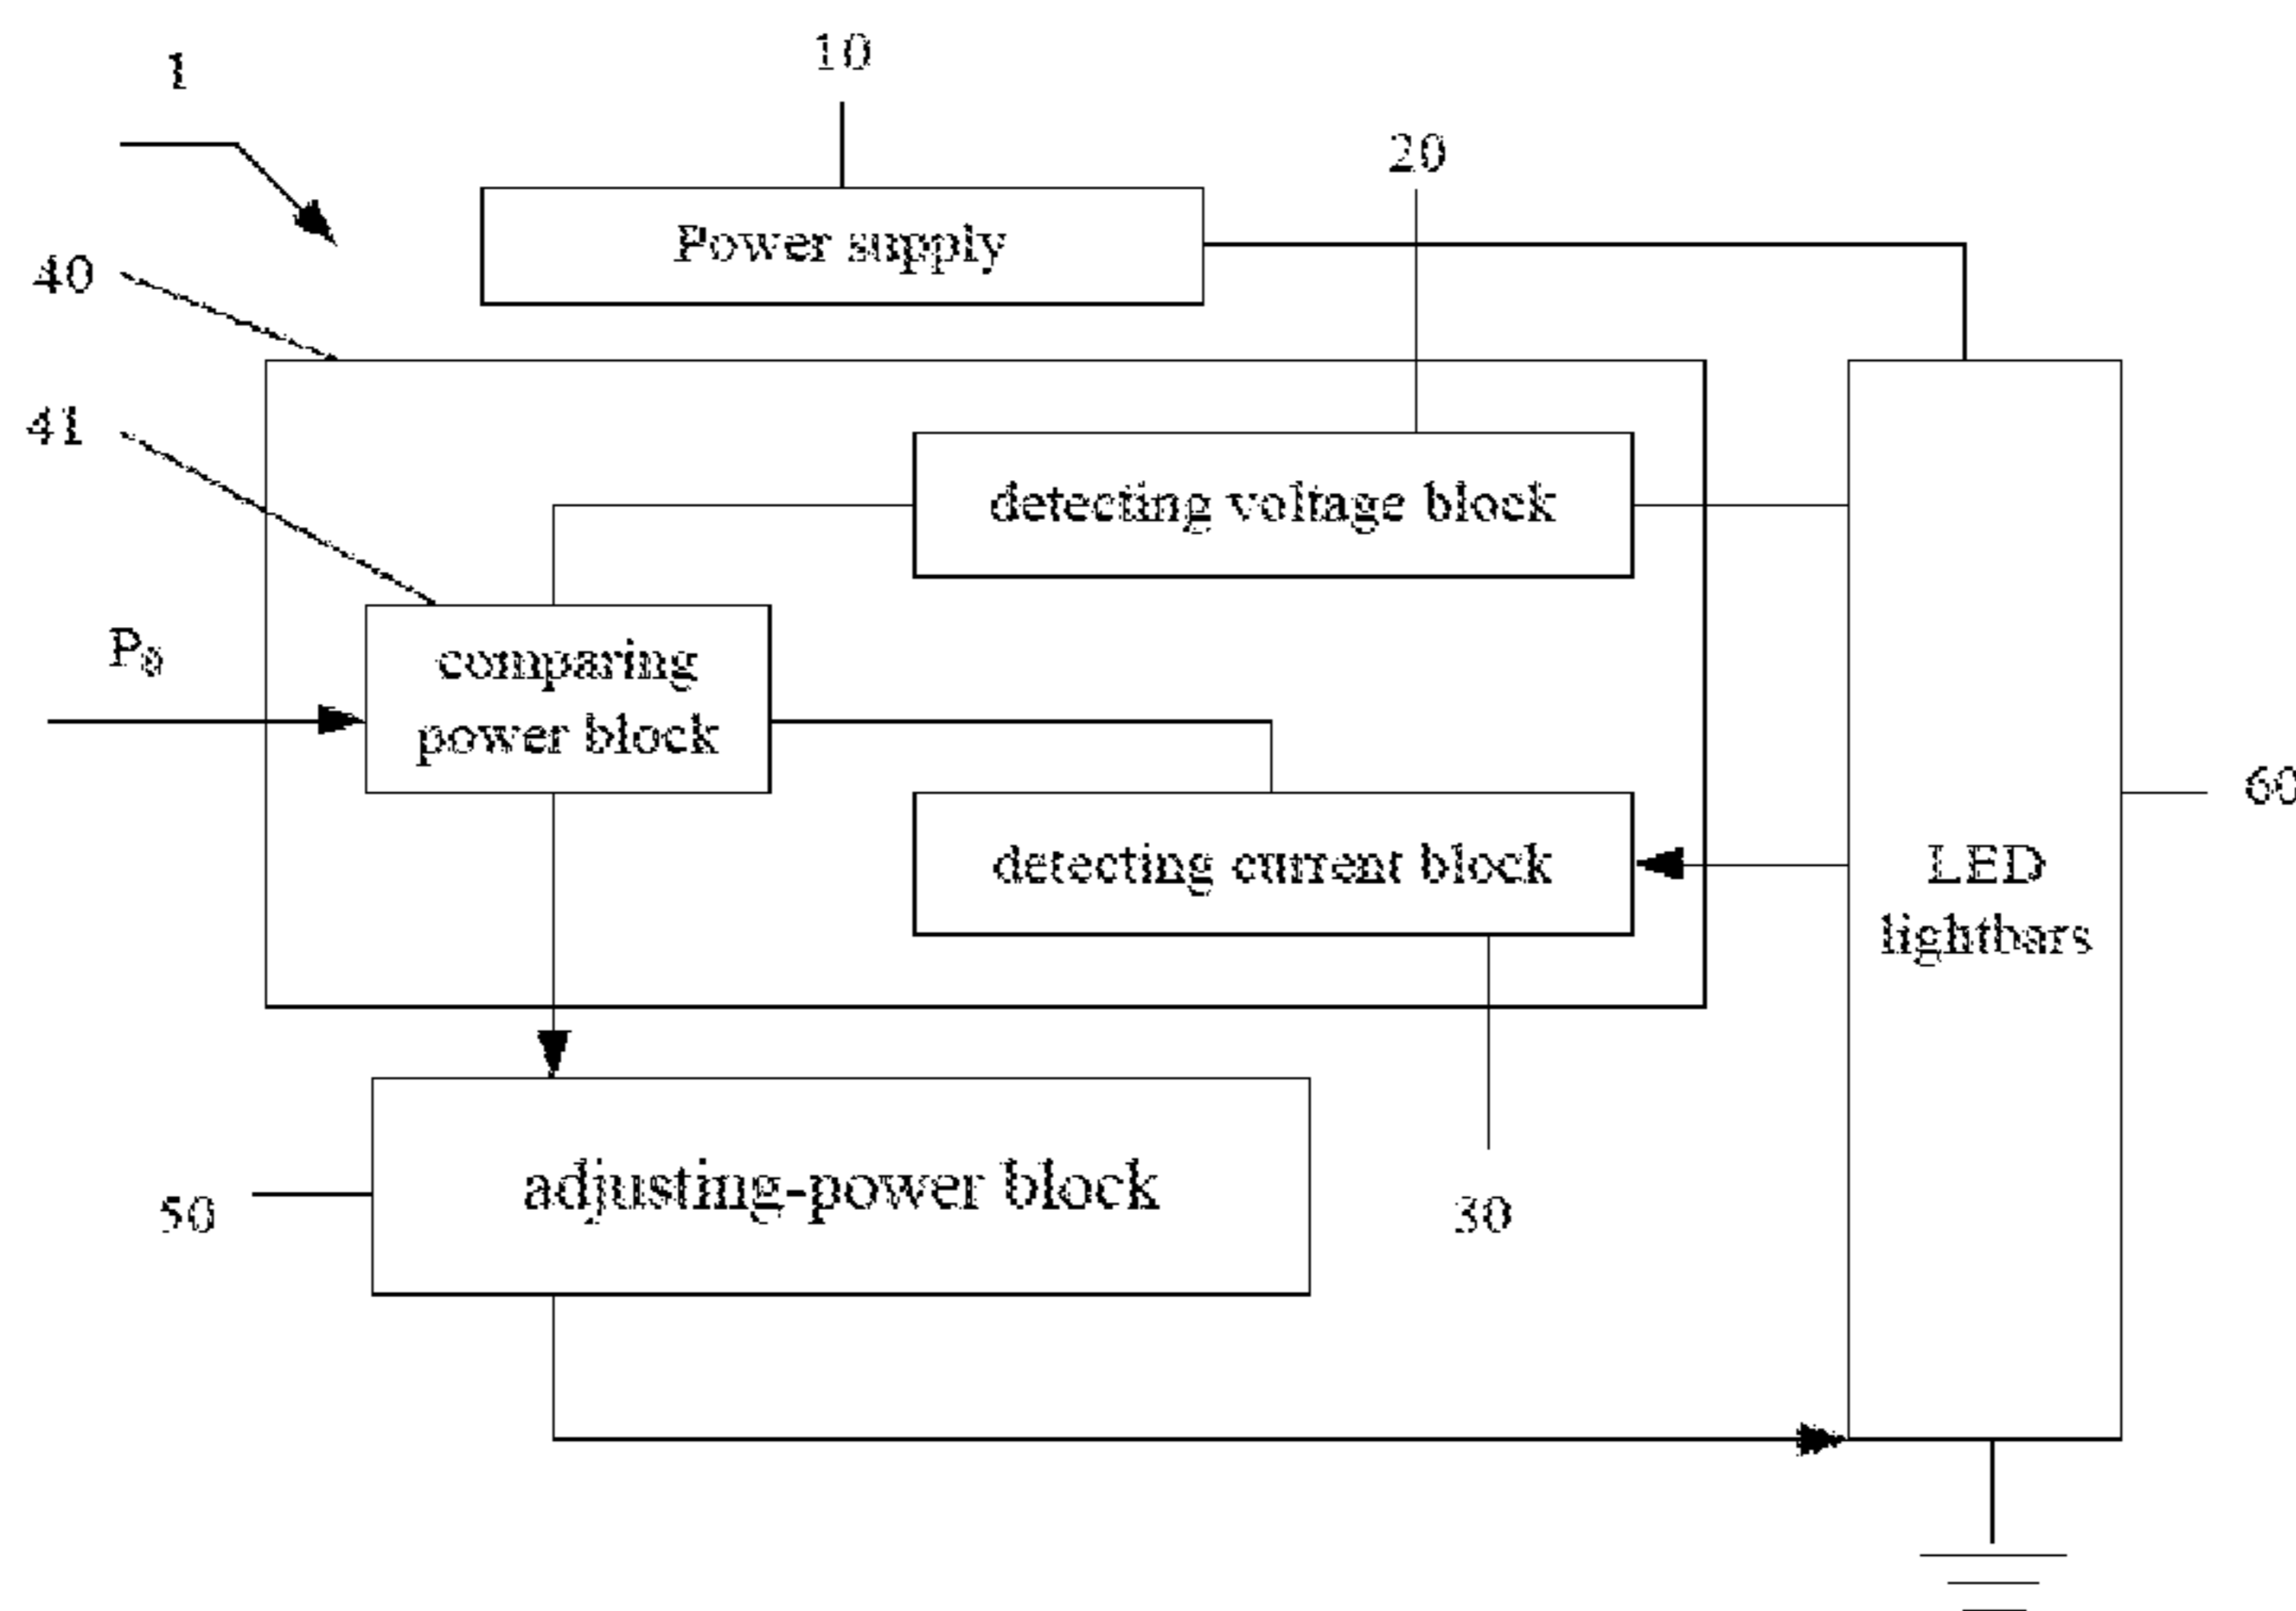 1
10
20
Power supply
40
41
detecting voltage block
P0
comparing
power block
60
detecting current block
LED
lightbars
adjusting-power block
50
30